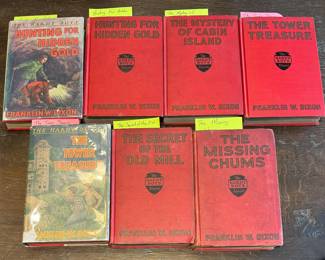 THE HARDY BOYS
HUNTING FOR
HIDDEN
GOLD
FRANKLIN W. DIXON
HUNTING FOR
HIDDEN GOLD
FRANKLIN W. DIXON
THE MYSTERY
OF CABIN
ISLAND
FRANKLIN W. DIXON
THE TOWER
TREASURE
FRANKLIN W. DIXON
THE HARDY BOYS
THE
TOWER
TREASURE
THE SECRET
OF THE
OLD MILL
FRANKLIN W. DIXON
The Missing
THE
MISSING
CHUMS
FRANKLIN W. DIXON